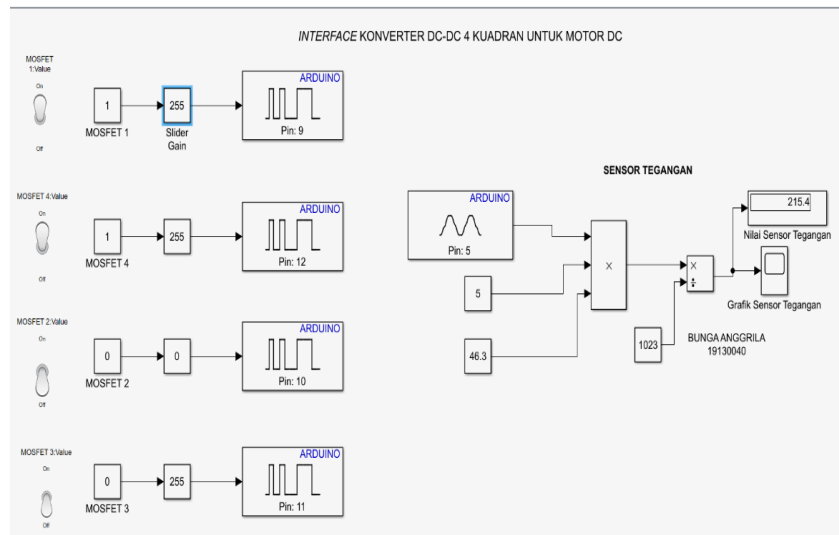 INTERFACE KONVERTER DC-DC 4 KUADRAN UNTUK MOTOR DC
MOSFET
1:Value
On
Off
1
MOSFET 1
255
Slider
Gain
ARDUINO
Pin: 9
MOSFET 4:Value
On
Off
1
MOSFET 4
255
ARDUINO
Pin: 12
MOSFET 2:Value
On
Off
0
MOSFET 2
0
ARDUINO
Pin: 10
MOSFET 3:Value
On
Off
0
MOSFET 3
255
ARDUINO
Pin: 11
SENSOR TEGANGAN
ARDUINO
Pin: 5
5
46.3
×
×
÷
1023
215.4
Nilai Sensor Tegangan
Grafik Sensor Tegangan
BUNGA ANGGRILA
19130040